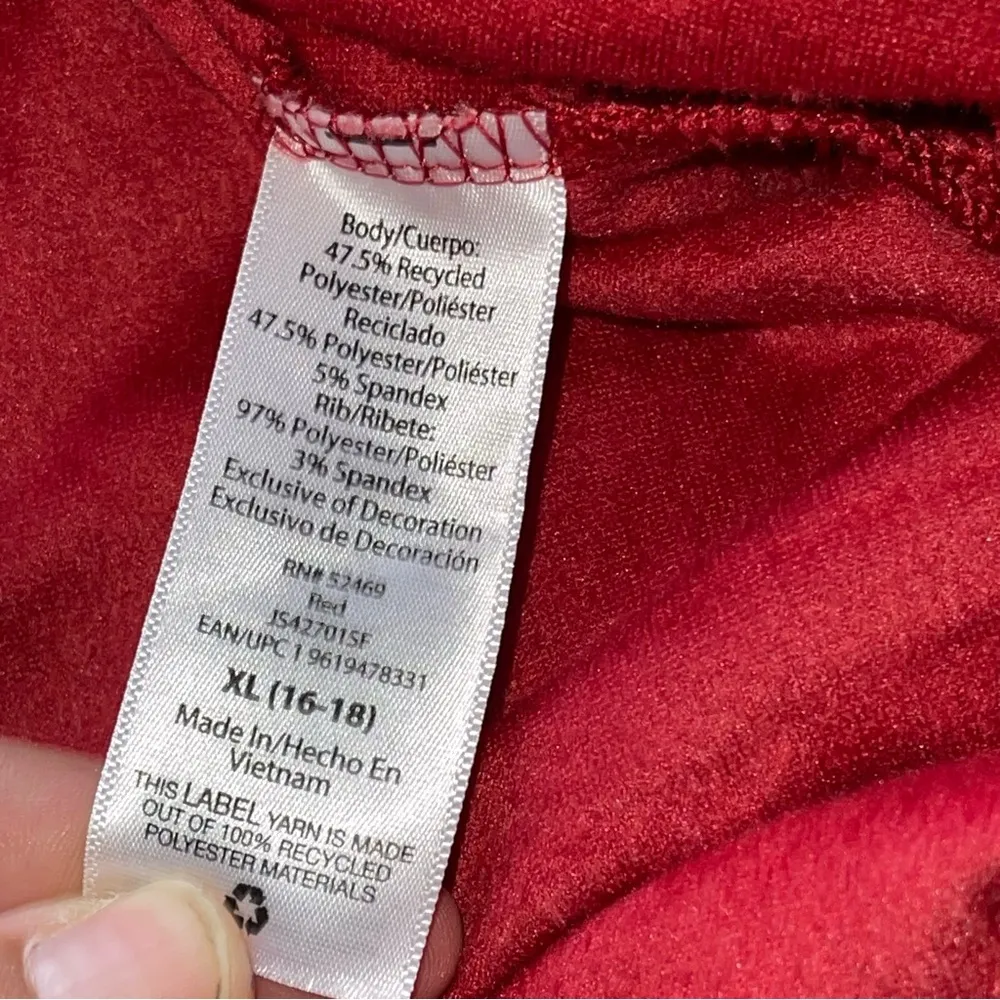 Body/Cuerpo:
47.5% Recycled
Polyester/Poliéster
Reciclado
47.5% Polyester/Poliéster
5% Spandex
Rib/Ribete:
97% Polyester/Poliéster
3% Spandex
Exclusive of Decoration
Exclusivo de Decoración
RN# 52469
Red
JS42701SF
EAN/UPC 1 9619478331
XL (16-18)
Made In/Hecho En
Vietnam
THIS LABEL YARN IS MADE
OUT OF 100% RECYCLED
POLYESTER MATERIALS